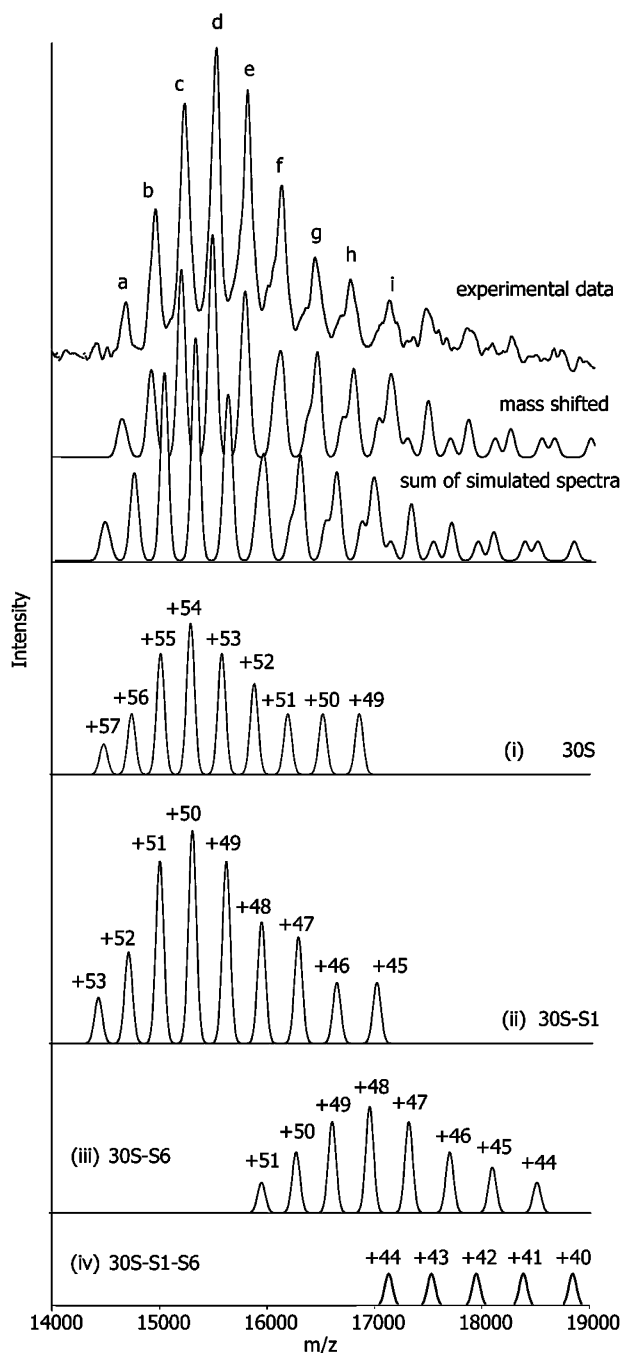 d
c
e
b
f
g
h
a
i
experimental data
mass shifted
sum of simulated spectra
Intensity
+54
+55
+53
+52
+56
+51
+50
+49
+57
(i) 30S
+50
+51
+49
+48
+47
+52
+46
+45
+53
(ii) 30S-S1
+48
+49
+47
+50
+46
+45
+51
+44
(iii) 30S-S6
(iv) 30S-S1-S6
+44
+43
+42
+41
+40
14000
15000
16000
17000
18000
19000
m/z